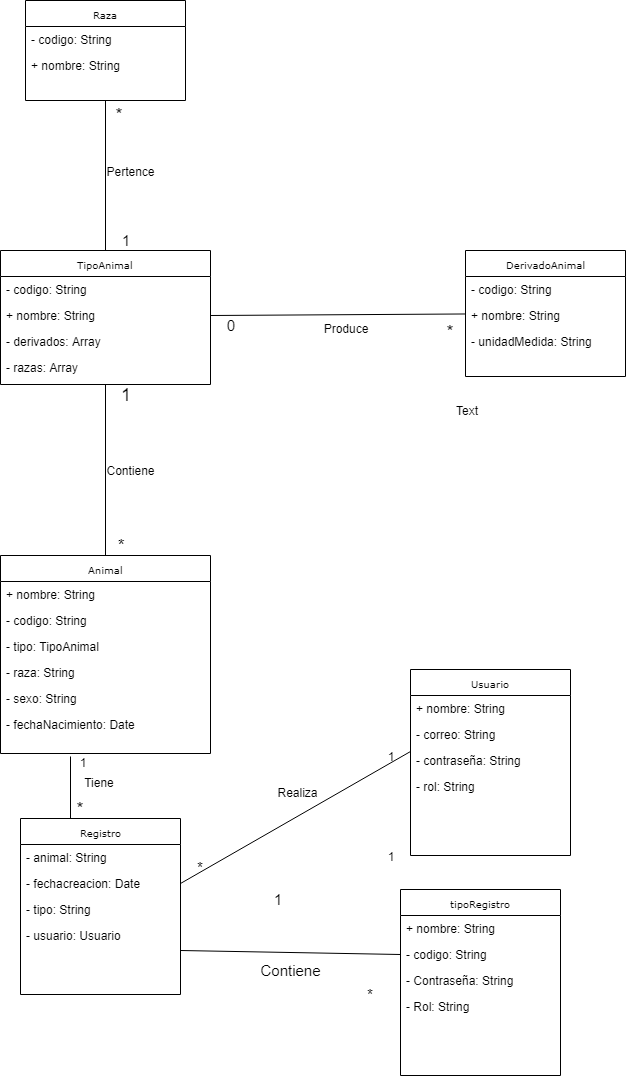 Raza
- codigo: String
+ nombre: String
*
Pertence
1
TipoAnimal
- codigo: String
+ nombre: String
- derivados: Array
- razas: Array
0
Produce
*
DerivadoAnimal
- codigo: String
+ nombre: String
- unidadMedida: String
1
Text
Contiene
*
Animal
+ nombre: String
- codigo: String
- tipo: TipoAnimal
- raza: String
- sexo: String
- fechaNacimiento: Date
1
Tiene
*
Usuario
+ nombre: String
- correo: String
- contraseña: String
- rol: String
1
Realiza
*
Registro
- animal: String
- fechacreacion: Date
- tipo: String
- usuario: Usuario
1
1
Contiene
*
tipoRegistro
+ nombre: String
- codigo: String
- Contraseña: String
- Rol: String